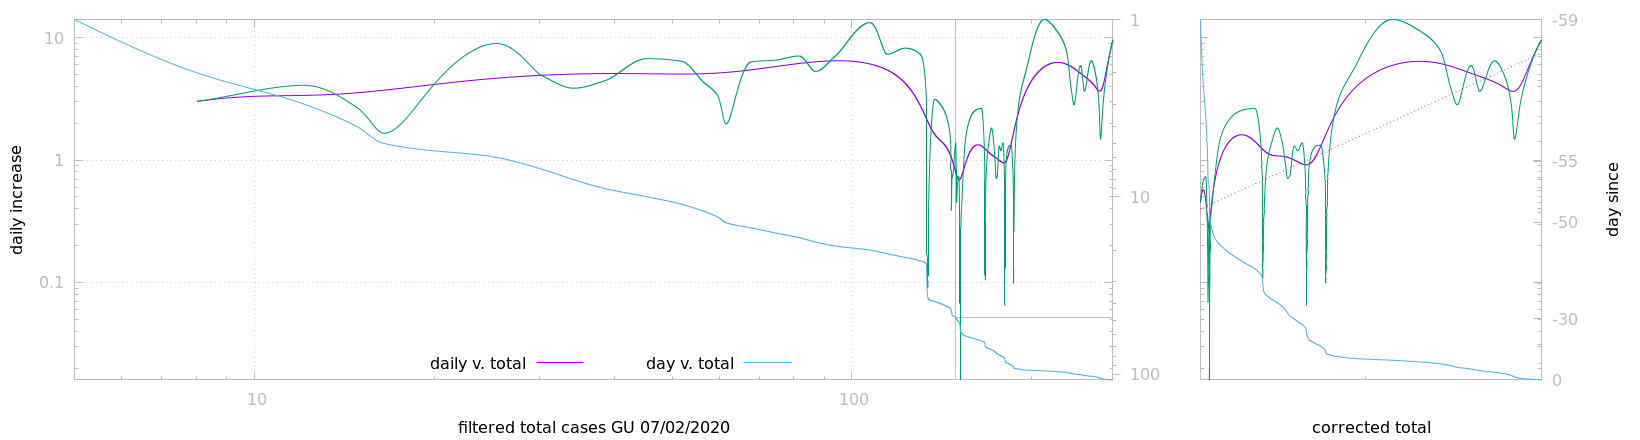 10
1
0.1
daily increase
10
100
1
10
100
daily v. total
day v. total
filtered total cases GU 07/02/2020
-59
-55
-50
-30
0
day since
corrected total